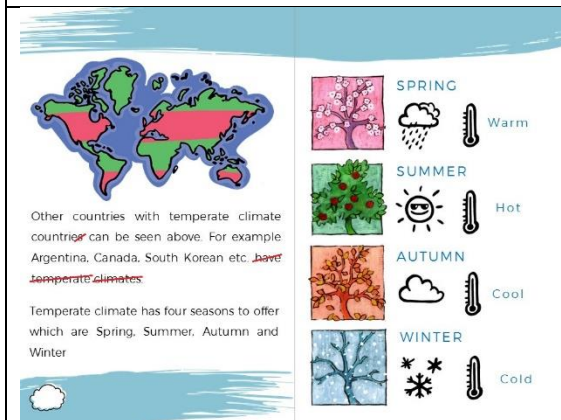 Other countries with temperate climate
countries can be seen above. For example
Argentina, Canada, South Korean etc. have
temperate climates.
Temperate climate has four seasons to offer
which are Spring, Summer, Autumn and
Winter
SPRING
Warm
SUMMER
Hot
AUTUMN
Cool
WINTER
Cold